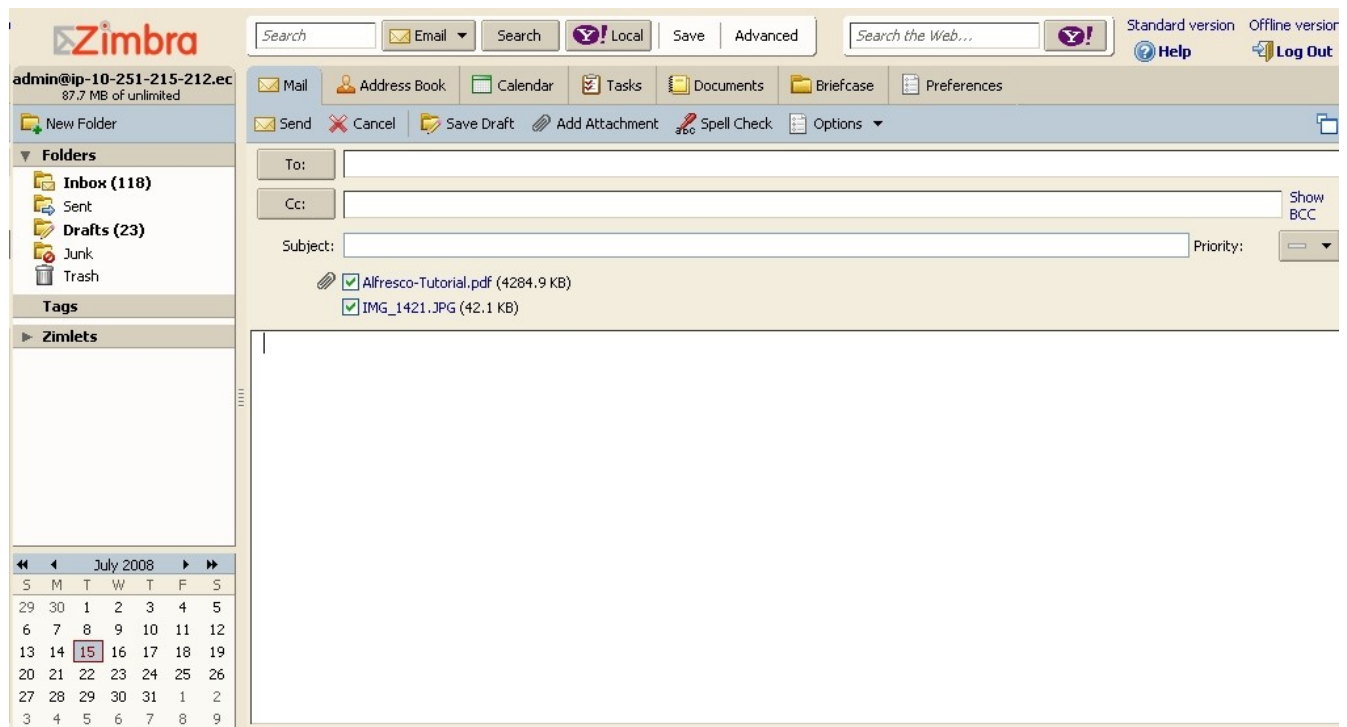 Zimbra
Search Email Search Y! Local Save Advanced Search the Web... Y! Standard version Offline version
Help Log Out
admin@ip-10-251-215-212.ec
87.7 MB of unlimited
Mail Address Book Calendar Tasks Documents Briefcase Preferences
New Folder
Send Cancel Save Draft Add Attachment Spell Check Options
Folders
Inbox (118)
Sent
Drafts (23)
Junk
Trash
Tags
Zimlets
To:
Cc:
Show
BCC
Subject:
Priority:
Alfresco-Tutorial.pdf (4284.9 KB)
IMG_1421.JPG (42.1 KB)
July 2008
S M T W T F S
29 30 1 2 3 4 5
6 7 8 9 10 11 12
13 14 15 16 17 18 19
20 21 22 23 24 25 26
27 28 29 30 31 1 2
3 4 5 6 7 8 9